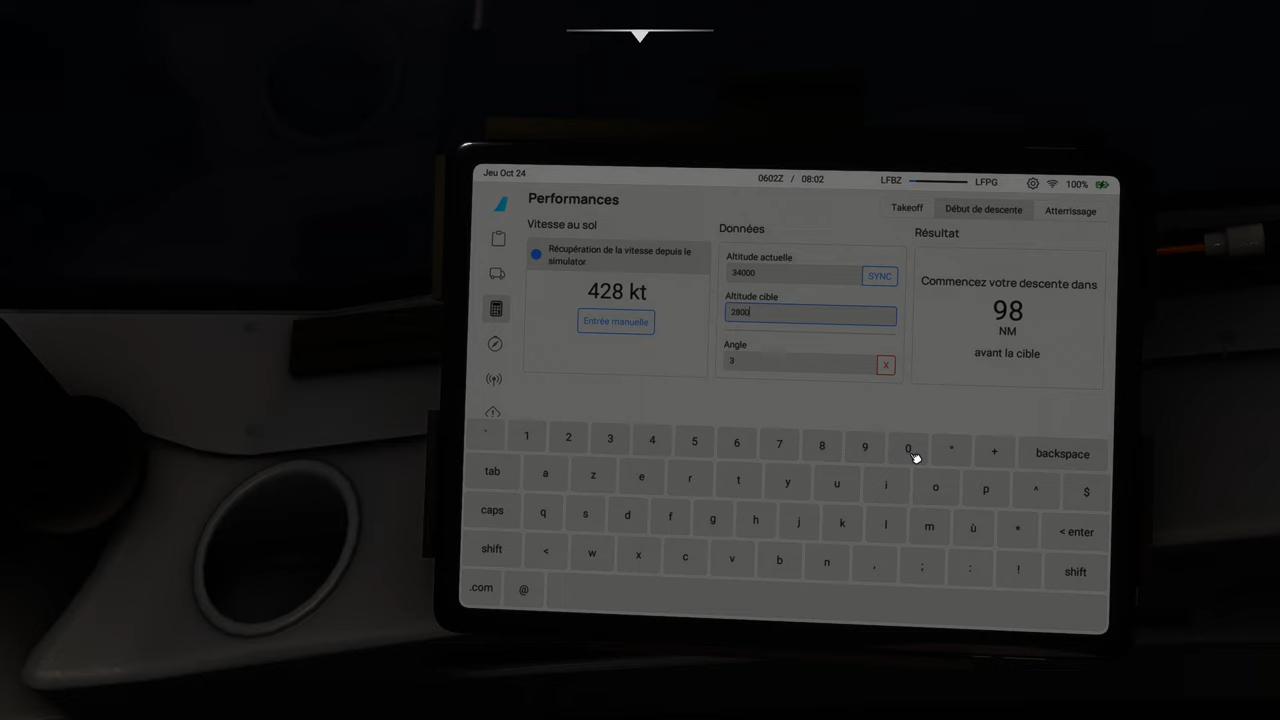 Jeu Oct 24
0602Z / 08:02
LFBZ
LFPG
100%
Performances
Takeoff
Début de descente
Atterrissage
Vitesse au sol
Récupération de la vitesse depuis le
simulator
428 kt
Entrée manuelle
Données
Altitude actuelle
34000
SYNC
Altitude cible
2800
Angle
3
X
Résultat
Commencez votre descente dans
98
NM
avant la cible
` 1 2 3 4 5 6 7 8 9 0 * + backspace
tab a z e r t y u i o p ^ $
caps q s d f g h j k l m ù * < enter
shift < w x c v b n , ; : ! shift
.com @